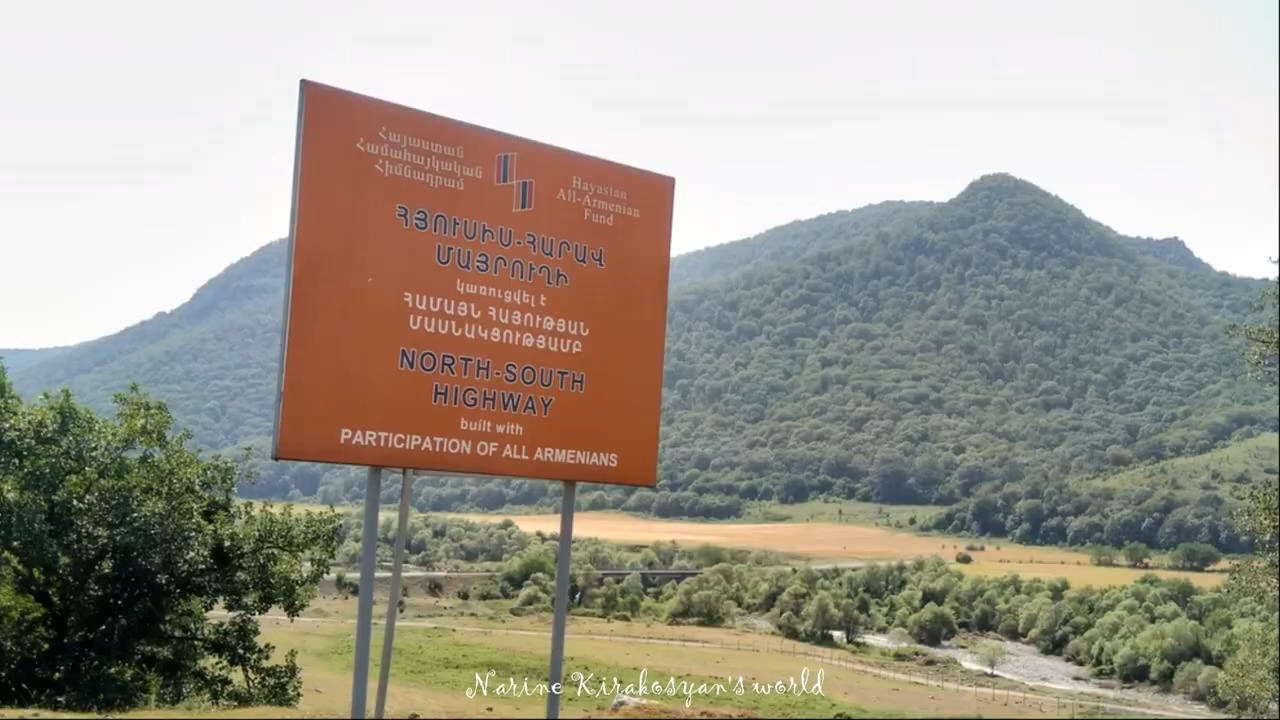 Հայաստան
Համահայկական
Հիմնադրամ
Hayastan
All-Armenian
Fund
ՀՅՈՒՍԻՍ-ՀԱՐԱՎ
ՄԱՅՐՈՒՂԻ
կառուցվել է
ՀԱՄԱՅՆ ՀԱՅՈՒԹՅԱՆ
ՄԱՍՆԱԿՑՈՒԹՅԱՄԲ
NORTH-SOUTH
HIGHWAY
built with
PARTICIPATION OF ALL ARMENIANS
Narine Kirakosyan's world